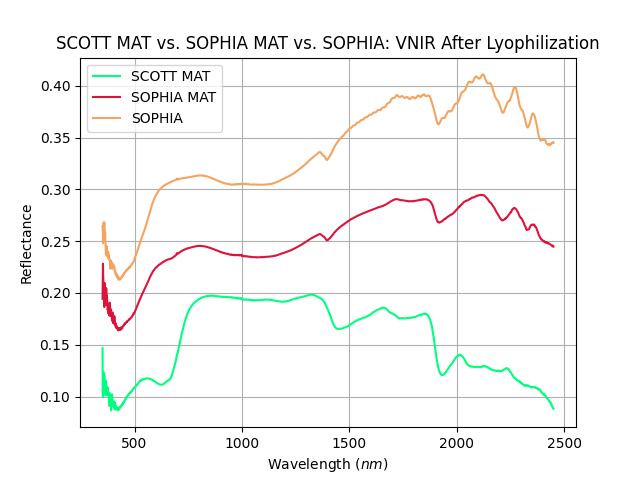 SCOTT MAT vs. SOPHIA MAT vs. SOPHIA: VNIR After Lyophilization
SCOTT MAT
SOPHIA MAT
SOPHIA
0.40
0.35
0.30
0.25
0.20
0.15
0.10
Reflectance
500
1000
1500
2000
2500
Wavelength (nm)